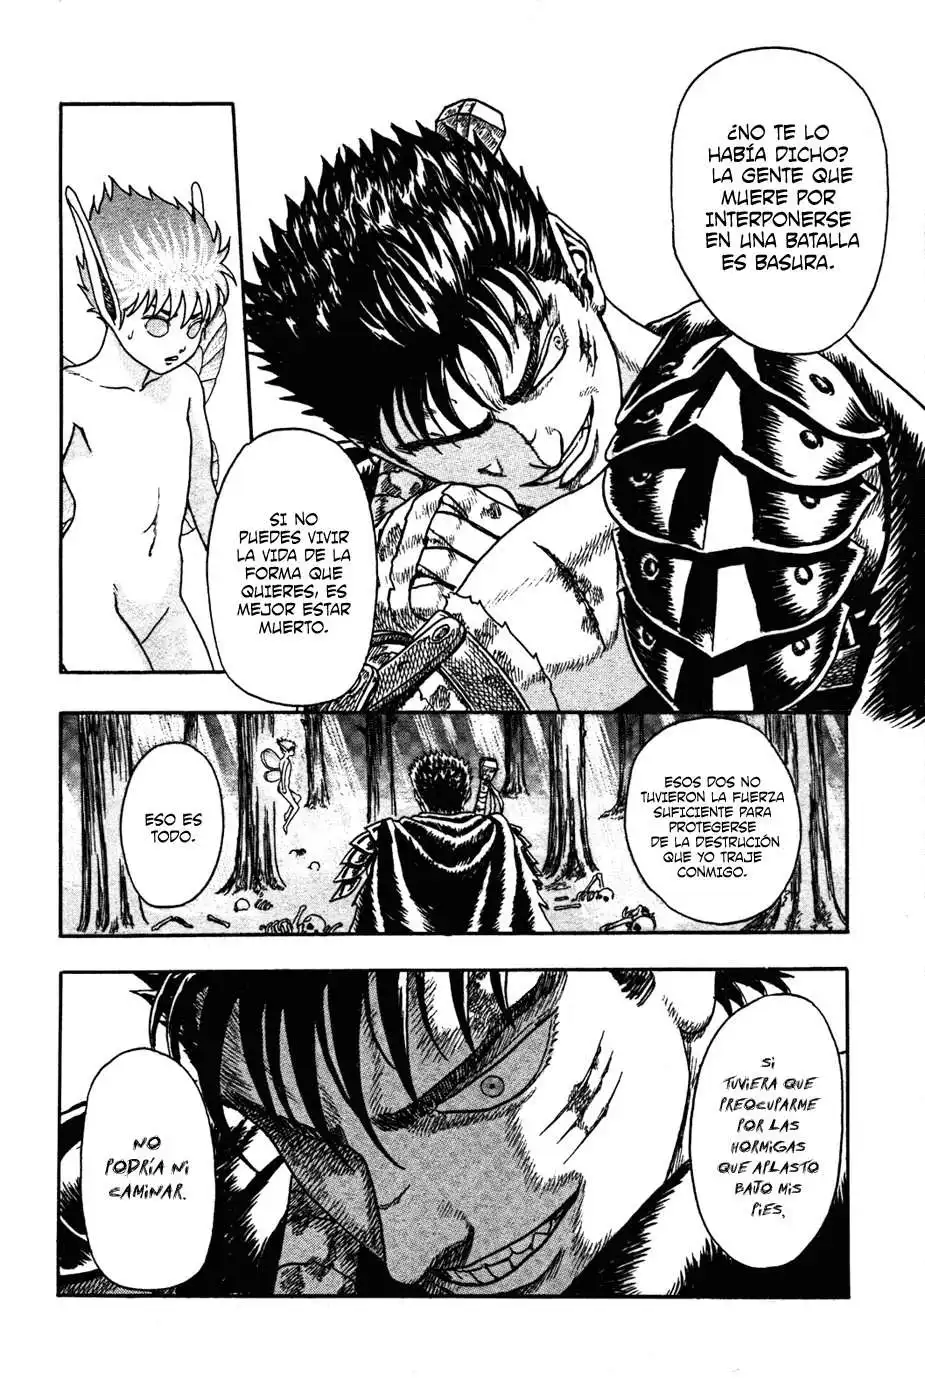 ¿NO TE LO
HABÍA DICHO?
LA GENTE QUE
MUERE POR
INTERPONERSE
EN UNA BATALLA
ES BASURA.
SI NO
PUEDES VIVIR
LA VIDA DE LA
FORMA QUE
QUIERES, ES
MEJOR ESTAR
MUERTO.
ESOS DOS NO
TUVIERON LA FUERZA
SUFICIENTE PARA
PROTEGERSE
DE LA DESTRUCIÓN
QUE YO TRAJE
CONMIGO.
ESO ES
TODO.
SI
TUVIERA QUE
PREOCUPARME
POR LAS
HORMIGAS
QUE APLASTO
BAJO MIS
PIES,
NO
PODRÍA NI
CAMINAR.